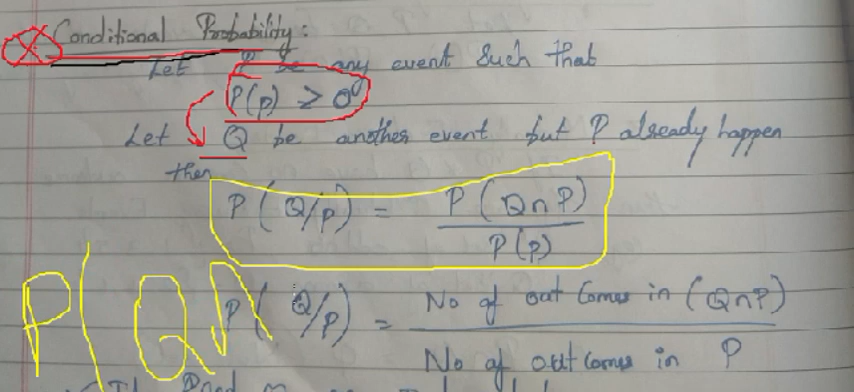 Conditional Probability:
Let P be any event such that
P(p) ≥ 0
Let Q be another event but P already happen
then
P(Q/p) = P(Q∩P) / P(p)
P(Q∩
P(Q/p) = No of out Comes in (Q∩P) / No of out Comes in P